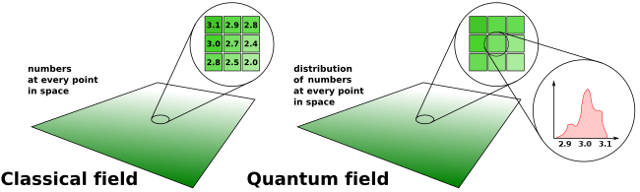 numbers
at every point
in space
3.1 2.9 2.8
3.0 2.7 2.4
2.8 2.5 2.0
Classical field
distribution
of numbers
at every point
in space
2.9 3.0 3.1
Quantum field